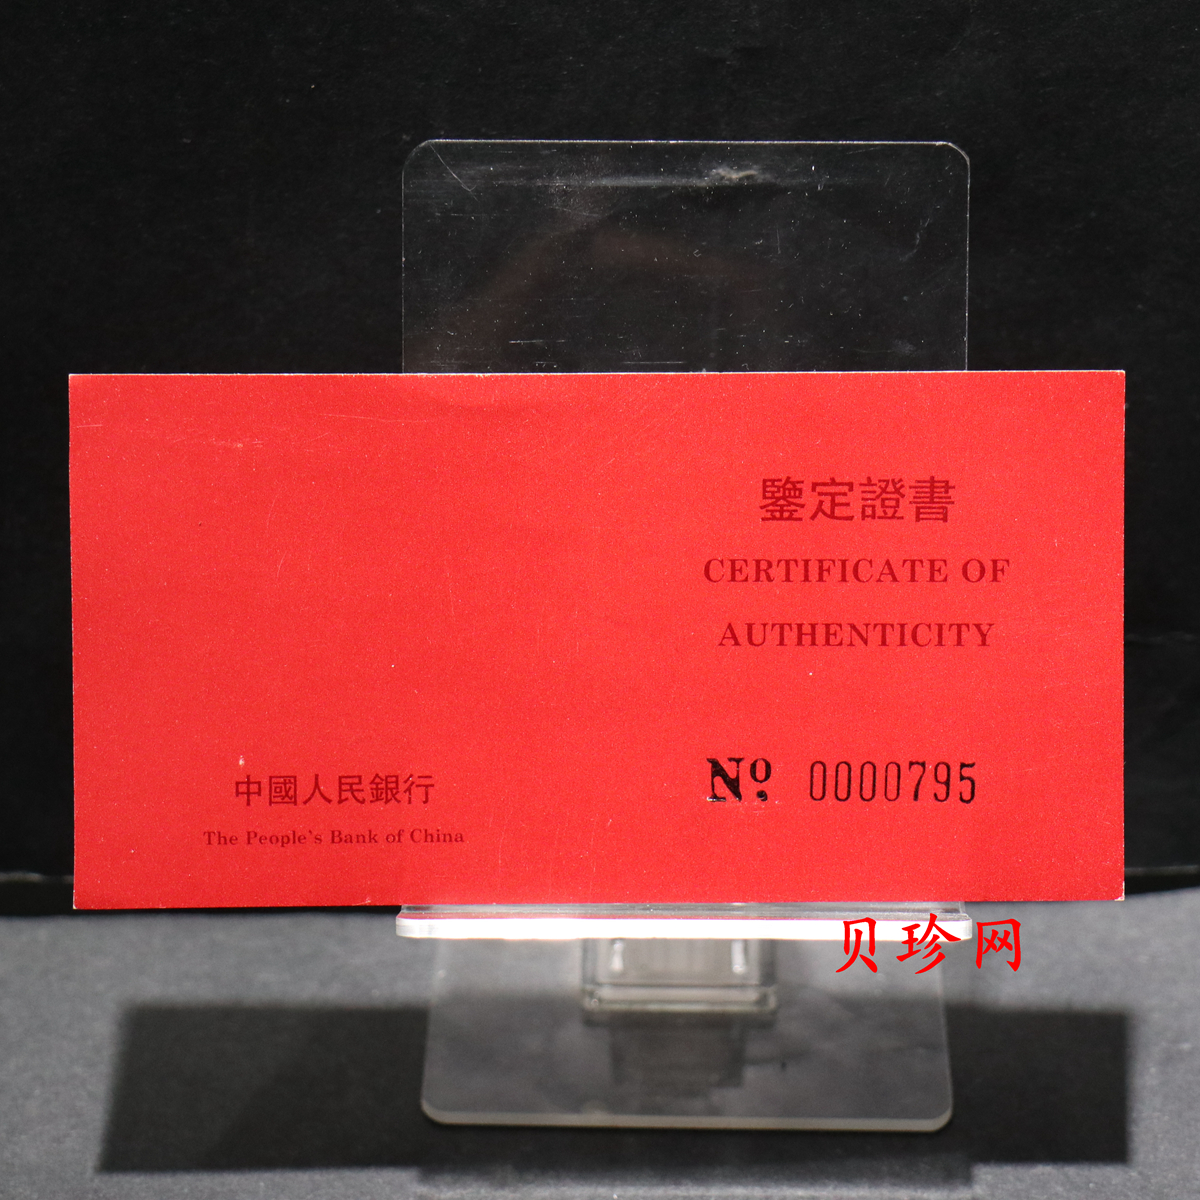 鑒定證書
CERTIFICATE OF
AUTHENTICITY
中國人民銀行
The People's Bank of China
Nº 0000795
贝珍网